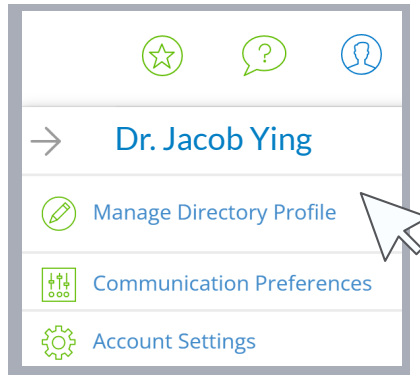 Dr. Jacob Ying
Manage Directory Profile
Communication Preferences
Account Settings